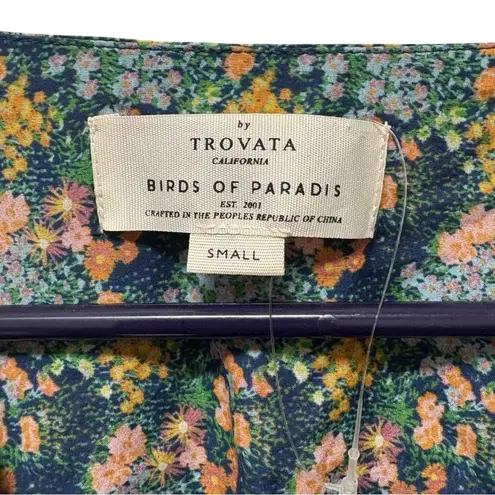 by
TROVATA
CALIFORNIA
BIRDS OF PARADIS
EST. 2001
CRAFTED IN THE PEOPLES REPUBLIC OF CHINA
SMALL